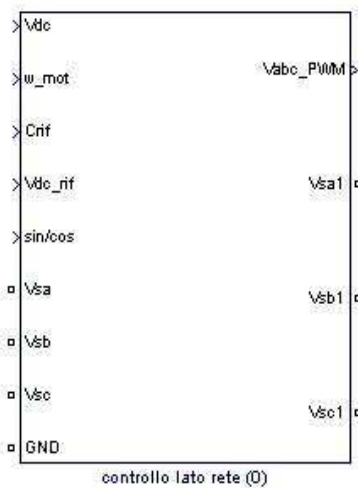 Vdc
w_mot
Crif
Vdc_rif
sin/cos
Vsa
Vsb
Vsc
GND
Vabc_PWM
Vsa1
Vsb1
Vsc1
controllo lato rete (0)